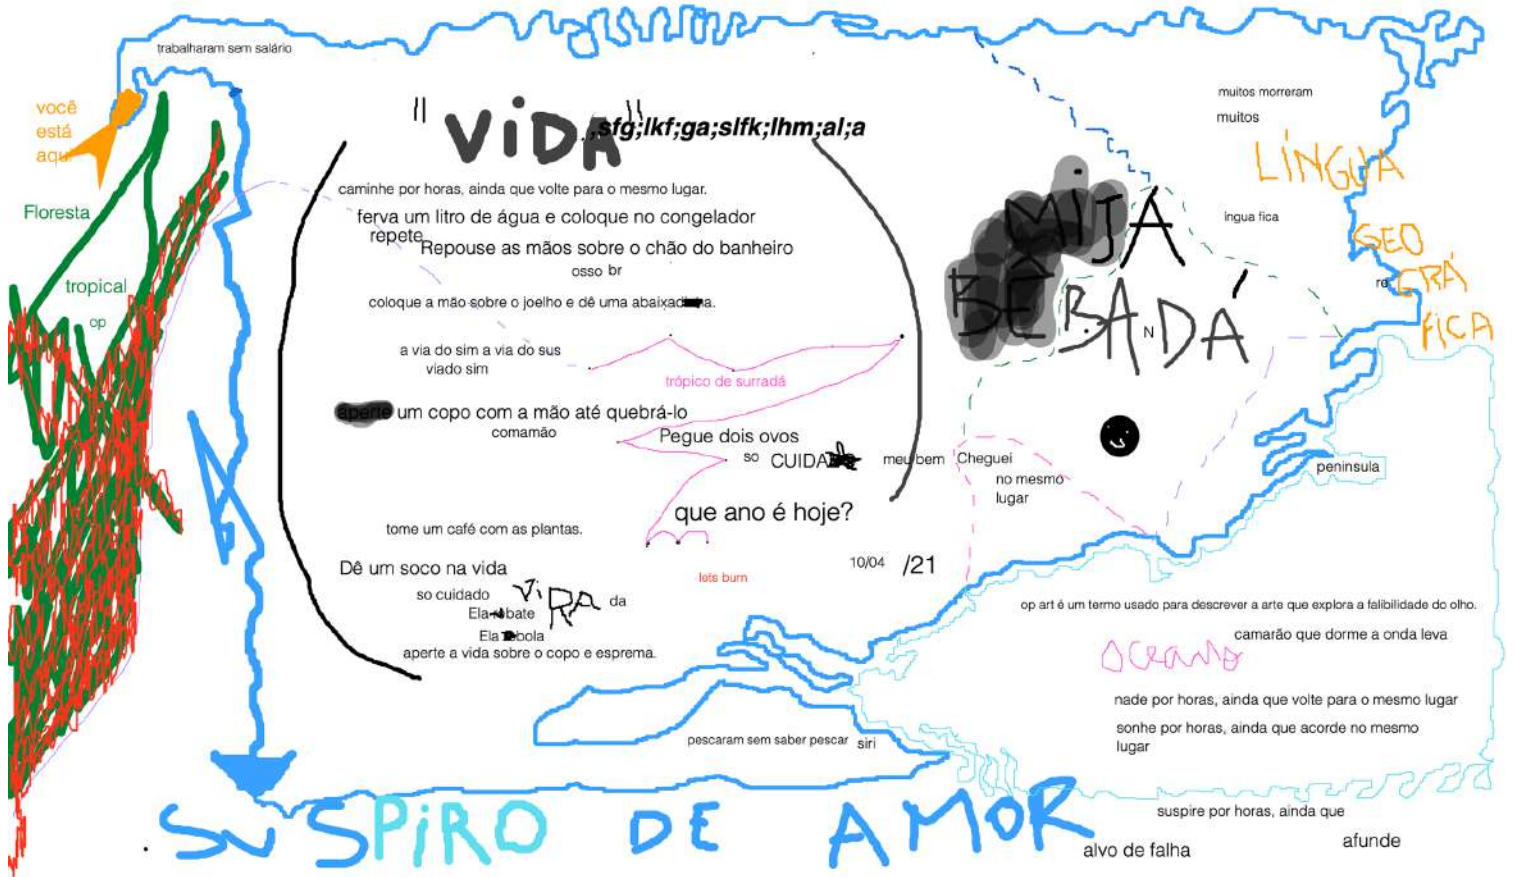 trabalharam sem salário
você
está
aqui
Floresta
tropical
op
"VIDA"
;sfg;lkf;ga;slfk;lhm;al;a
caminhe por horas, ainda que volte para o mesmo lugar.
ferva um litro de água e coloque no congelador
repete
Repouse as mãos sobre o chão do banheiro
osso br
coloque a mão sobre o joelho e dê uma
a via do sim a via do sus
viado sim
trópico de surradá
aperte um copo com a mão até quebrá-lo
comamão
Pegue dois ovos
so CUIDA
meu bem
Cheguei
no mesmo
lugar
que ano é hoje?
tome um café com as plantas.
10/04 /21
Dê um soco na vida
lets burn
so cuidado
ViRA da
Ela bate
Ela bola
aperte a vida sobre o copo e esprema.
muitos morreram
muitos
LÍNGUA
GEO
GRÁ
FICA
íngua fica
re
MIJA
BÊBADÁ
N
peninsula
op art é um termo usado para descrever a arte que explora a falibilidade do olho.
camarão que dorme a onda leva
oceano
nade por horas, ainda que volte para o mesmo lugar
sonhe por horas, ainda que acorde no mesmo
lugar
pescaram sem saber pescar siri
SUSPIRO DE AMOR
suspire por horas, ainda que
afunde
alvo de falha